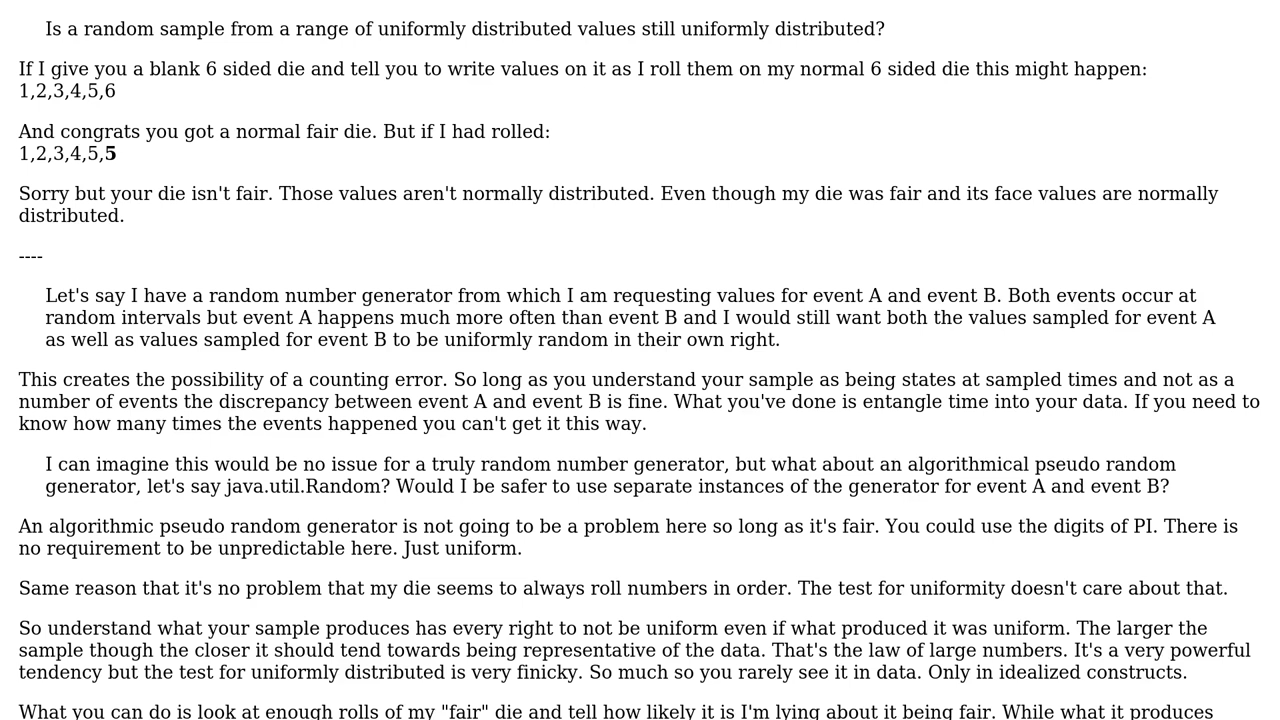 Is a random sample from a range of uniformly distributed values still uniformly distributed?
If I give you a blank 6 sided die and tell you to write values on it as I roll them on my normal 6 sided die this might happen:
1,2,3,4,5,6
And congrats you got a normal fair die. But if I had rolled:
1,2,3,4,5,5
Sorry but your die isn't fair. Those values aren't normally distributed. Even though my die was fair and its face values are normally
distributed.
----
Let's say I have a random number generator from which I am requesting values for event A and event B. Both events occur at
random intervals but event A happens much more often than event B and I would still want both the values sampled for event A
as well as values sampled for event B to be uniformly random in their own right.
This creates the possibility of a counting error. So long as you understand your sample as being states at sampled times and not as a
number of events the discrepancy between event A and event B is fine. What you've done is entangle time into your data. If you need to
know how many times the events happened you can't get it this way.
I can imagine this would be no issue for a truly random number generator, but what about an algorithmical pseudo random
generator, let's say java.util.Random? Would I be safer to use separate instances of the generator for event A and event B?
An algorithmic pseudo random generator is not going to be a problem here so long as it's fair. You could use the digits of PI. There is
no requirement to be unpredictable here. Just uniform.
Same reason that it's no problem that my die seems to always roll numbers in order. The test for uniformity doesn't care about that.
So understand what your sample produces has every right to not be uniform even if what produced it was uniform. The larger the
sample though the closer it should tend towards being representative of the data. That's the law of large numbers. It's a very powerful
tendency but the test for uniformly distributed is very finicky. So much so you rarely see it in data. Only in idealized constructs.
What you can do is look at enough rolls of my "fair" die and tell how likely it is I'm lying about it being fair. While what it produces